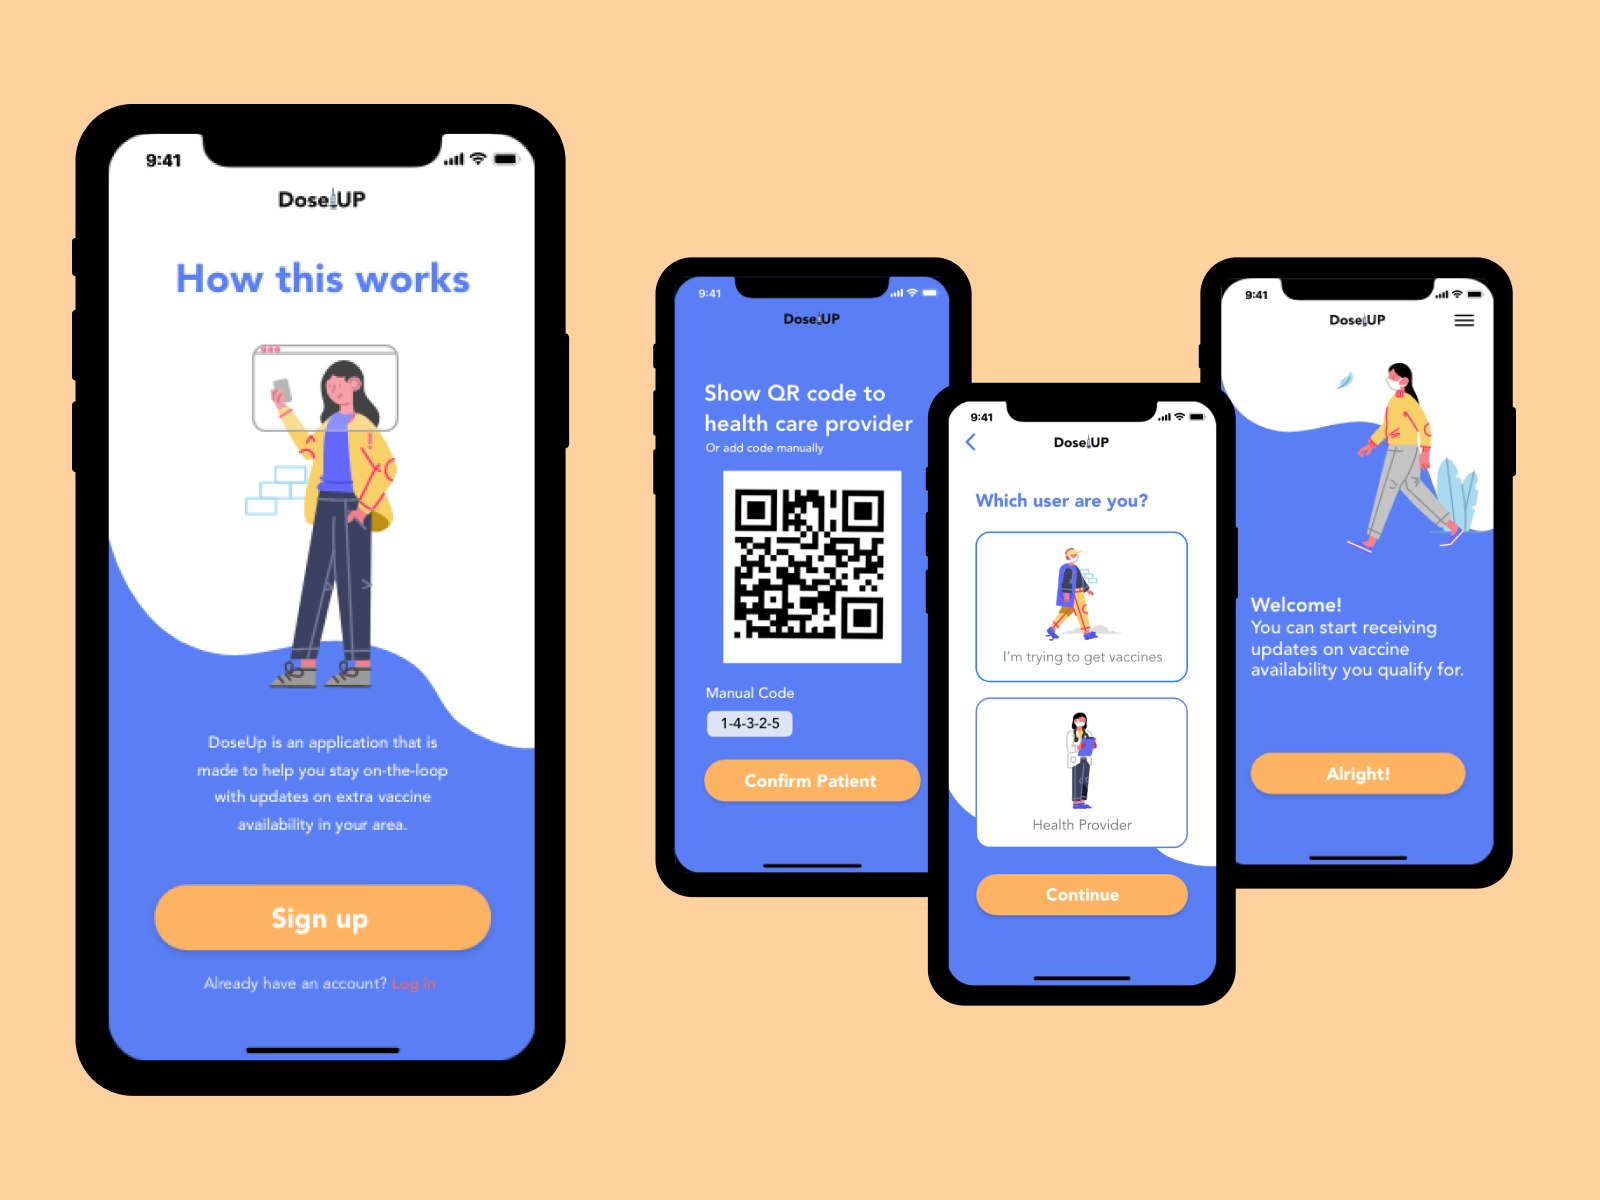 9:41
DoseUP
How this works
DoseUp is an application that is
made to help you stay on-the-loop
with updates on extra vaccine
availability in your area.
Sign up
Already have an account? Log in
9:41
DoseUP
Show QR code to
health care provider
Or add code manually
Manual Code
1-4-3-2-5
Confirm Patient
9:41
DoseUP
Which user are you?
I'm trying to get vaccines
Health Provider
Continue
9:41
DoseUP
Welcome!
You can start receiving
updates on vaccine
availability you qualify for.
Alright!